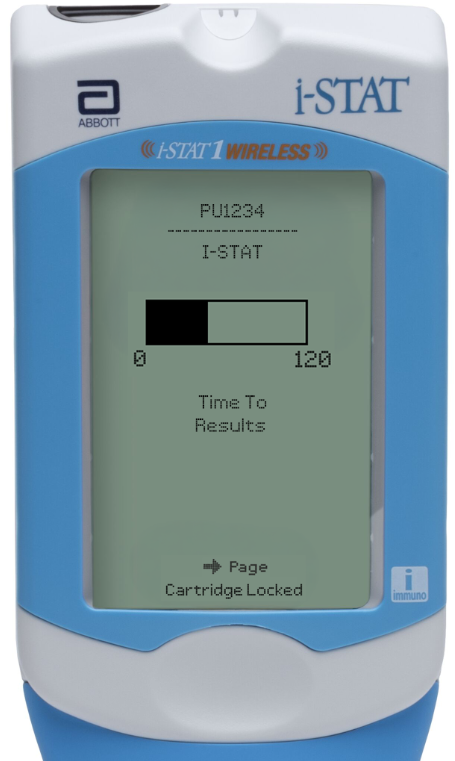 ABBOTT
i-STAT
i-STAT 1 WIRELESS
PU1234
----------------
I-STAT
0 120
Time To
Results
→ Page
Cartridge Locked
i
immuno